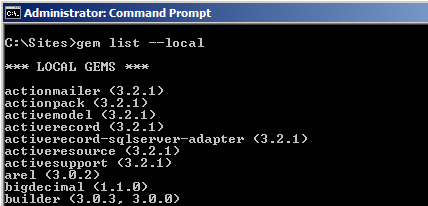 Administrator: Command Prompt
C:\Sites>gem list --local
*** LOCAL GEMS ***
actionmailer (3.2.1)
actionpack (3.2.1)
activemodel (3.2.1)
activerecord (3.2.1)
activerecord-sqlserver-adapter (3.2.1)
activeresource (3.2.1)
activesupport (3.2.1)
arel (3.0.2)
bigdecimal (1.1.0)
builder (3.0.3, 3.0.0)